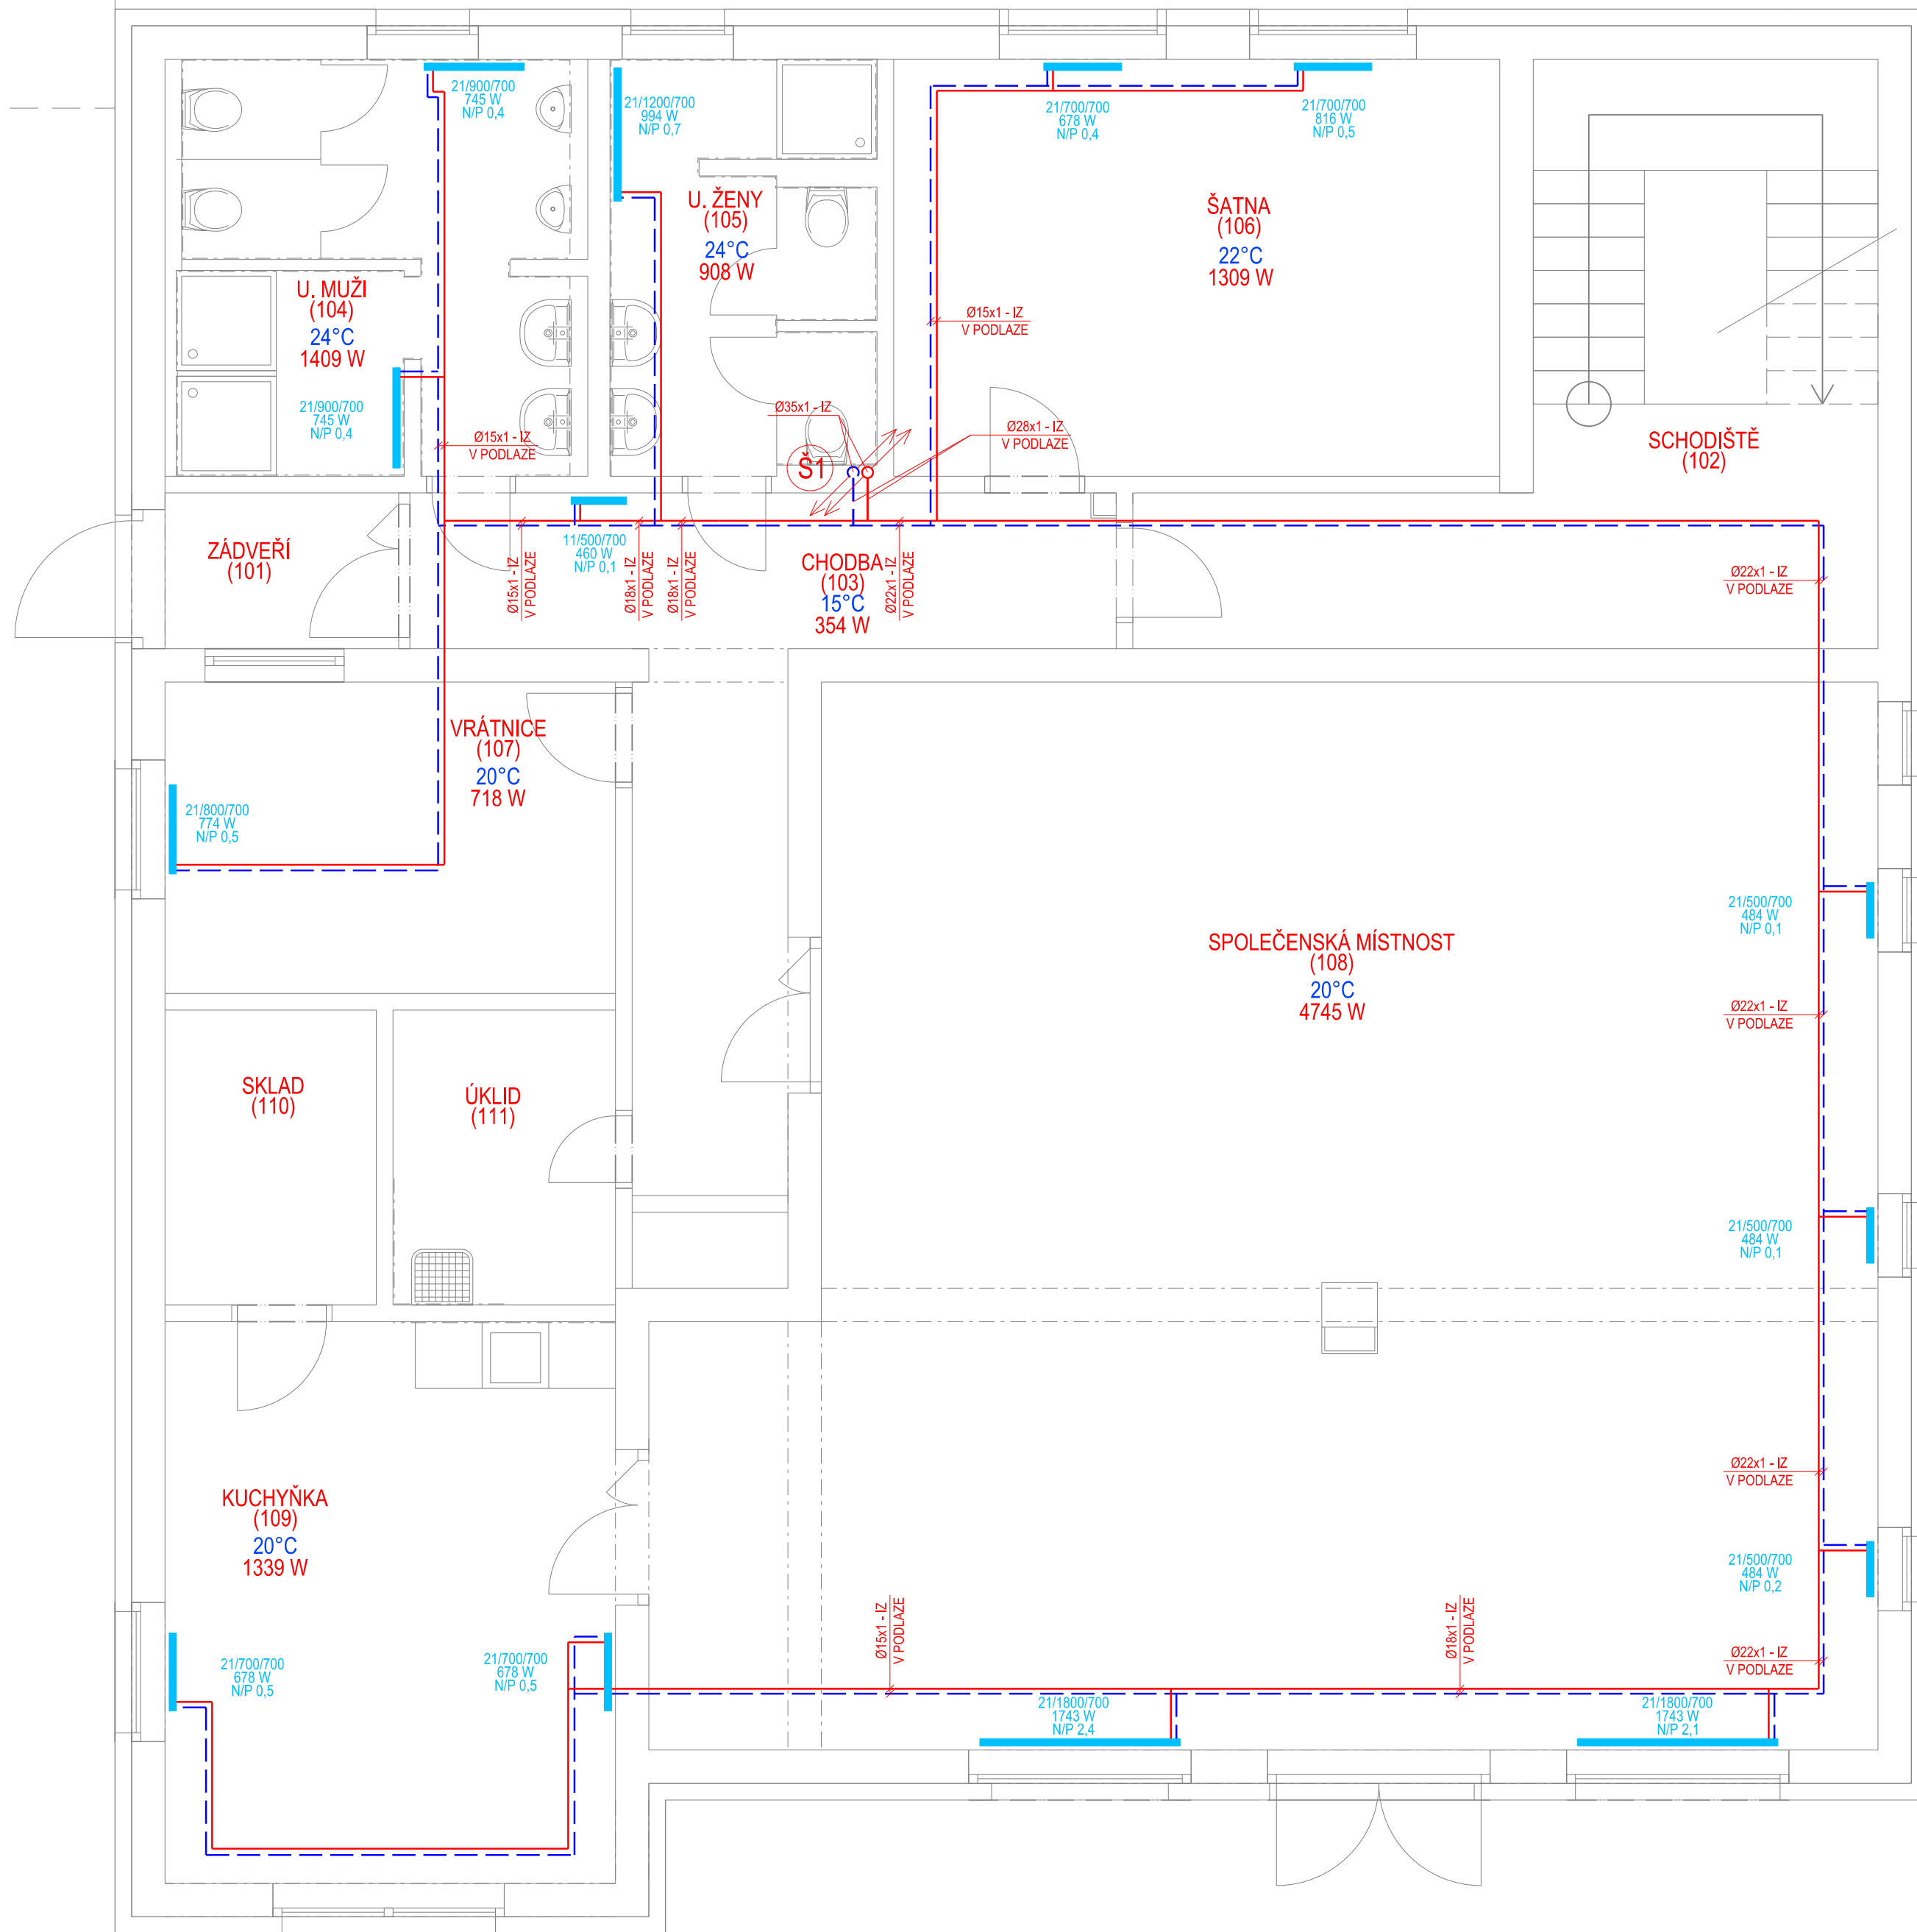 21/900/700
745 W
N/P 0,4
21/1200/700
994 W
N/P 0,7
21/700/700
678 W
N/P 0,4
21/700/700
816 W
N/P 0,5
U. ŽENY
(105)
24°C
908 W
ŠATNA
(106)
22°C
1309 W
U. MUŽI
(104)
24°C
1409 W
Ø15x1 - IZ
V PODLAZE
21/900/700
745 W
N/P 0,4
Ø15x1 - IZ
V PODLAZE
Ø35x1 - IZ
Ø28x1 - IZ
V PODLAZE
Š1
SCHODIŠTĚ
(102)
ZÁDVEŘÍ
(101)
11/500/700
460 W
N/P 0,1
Ø15x1 - IZ
V PODLAZE
Ø18x1 - IZ
V PODLAZE
Ø18x1 - IZ
V PODLAZE
CHODBA
(103)
15°C
354 W
Ø22x1 - IZ
V PODLAZE
Ø22x1 - IZ
V PODLAZE
VRÁTNICE
(107)
20°C
718 W
21/800/700
774 W
N/P 0,5
21/500/700
484 W
N/P 0,1
SPOLEČENSKÁ MÍSTNOST
(108)
20°C
4745 W
Ø22x1 - IZ
V PODLAZE
SKLAD
(110)
ÚKLID
(111)
21/500/700
484 W
N/P 0,1
Ø22x1 - IZ
V PODLAZE
KUCHYŇKA
(109)
20°C
1339 W
21/500/700
484 W
N/P 0,2
Ø15x1 - IZ
V PODLAZE
Ø18x1 - IZ
V PODLAZE
Ø22x1 - IZ
V PODLAZE
21/700/700
678 W
N/P 0,5
21/700/700
678 W
N/P 0,5
21/1800/700
1743 W
N/P 2,4
21/1800/700
1743 W
N/P 2,1